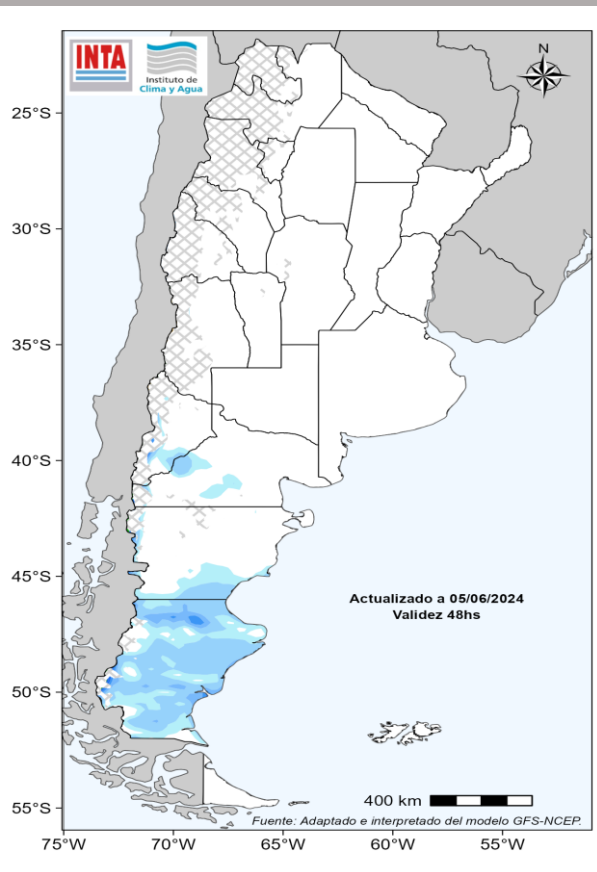 INTA
Instituto de
Clima y Agua
N
25°S
30°S
35°S
40°S
45°S
50°S
55°S
Actualizado a 05/06/2024
Validez 48hs
400 km
Fuente: Adaptado e interpretado del modelo GFS-NCEP.
75°W
70°W
65°W
60°W
55°W